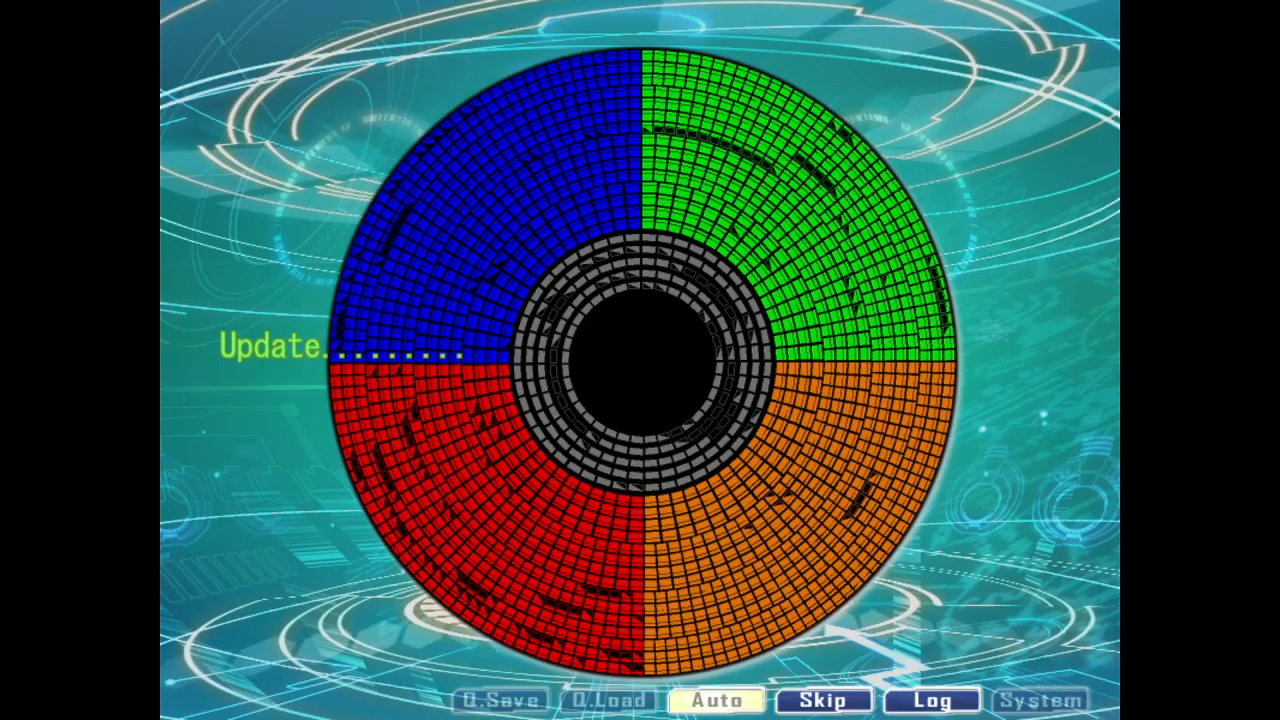 Update.........
Q.Save Q.Load Auto Skip Log System